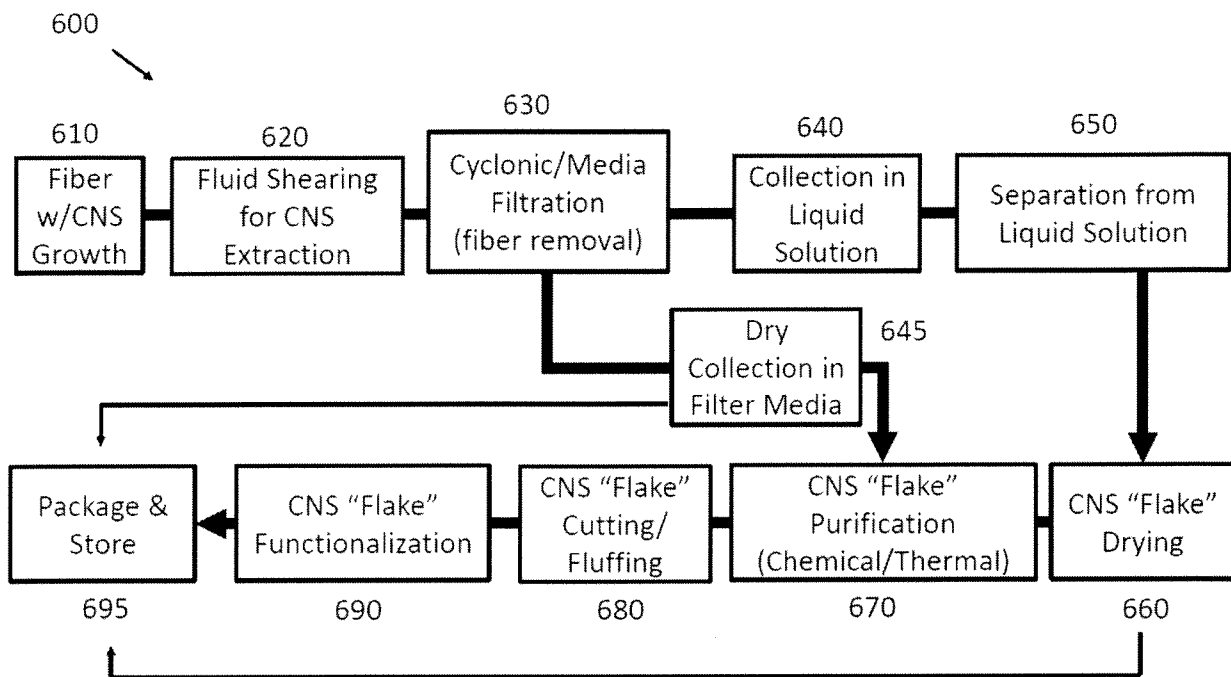 600
610
Fiber
w/CNS
Growth
620
Fluid Shearing
for CNS
Extraction
630
Cyclonic/Media
Filtration
(fiber removal)
640
Collection in
Liquid
Solution
650
Separation from
Liquid Solution
Dry
Collection in
Filter Media
645
Package &
Store
695
CNS “Flake”
Functionalization
690
CNS “Flake”
Cutting/
Fluffing
680
CNS “Flake”
Purification
(Chemical/Thermal)
670
CNS “Flake”
Drying
660